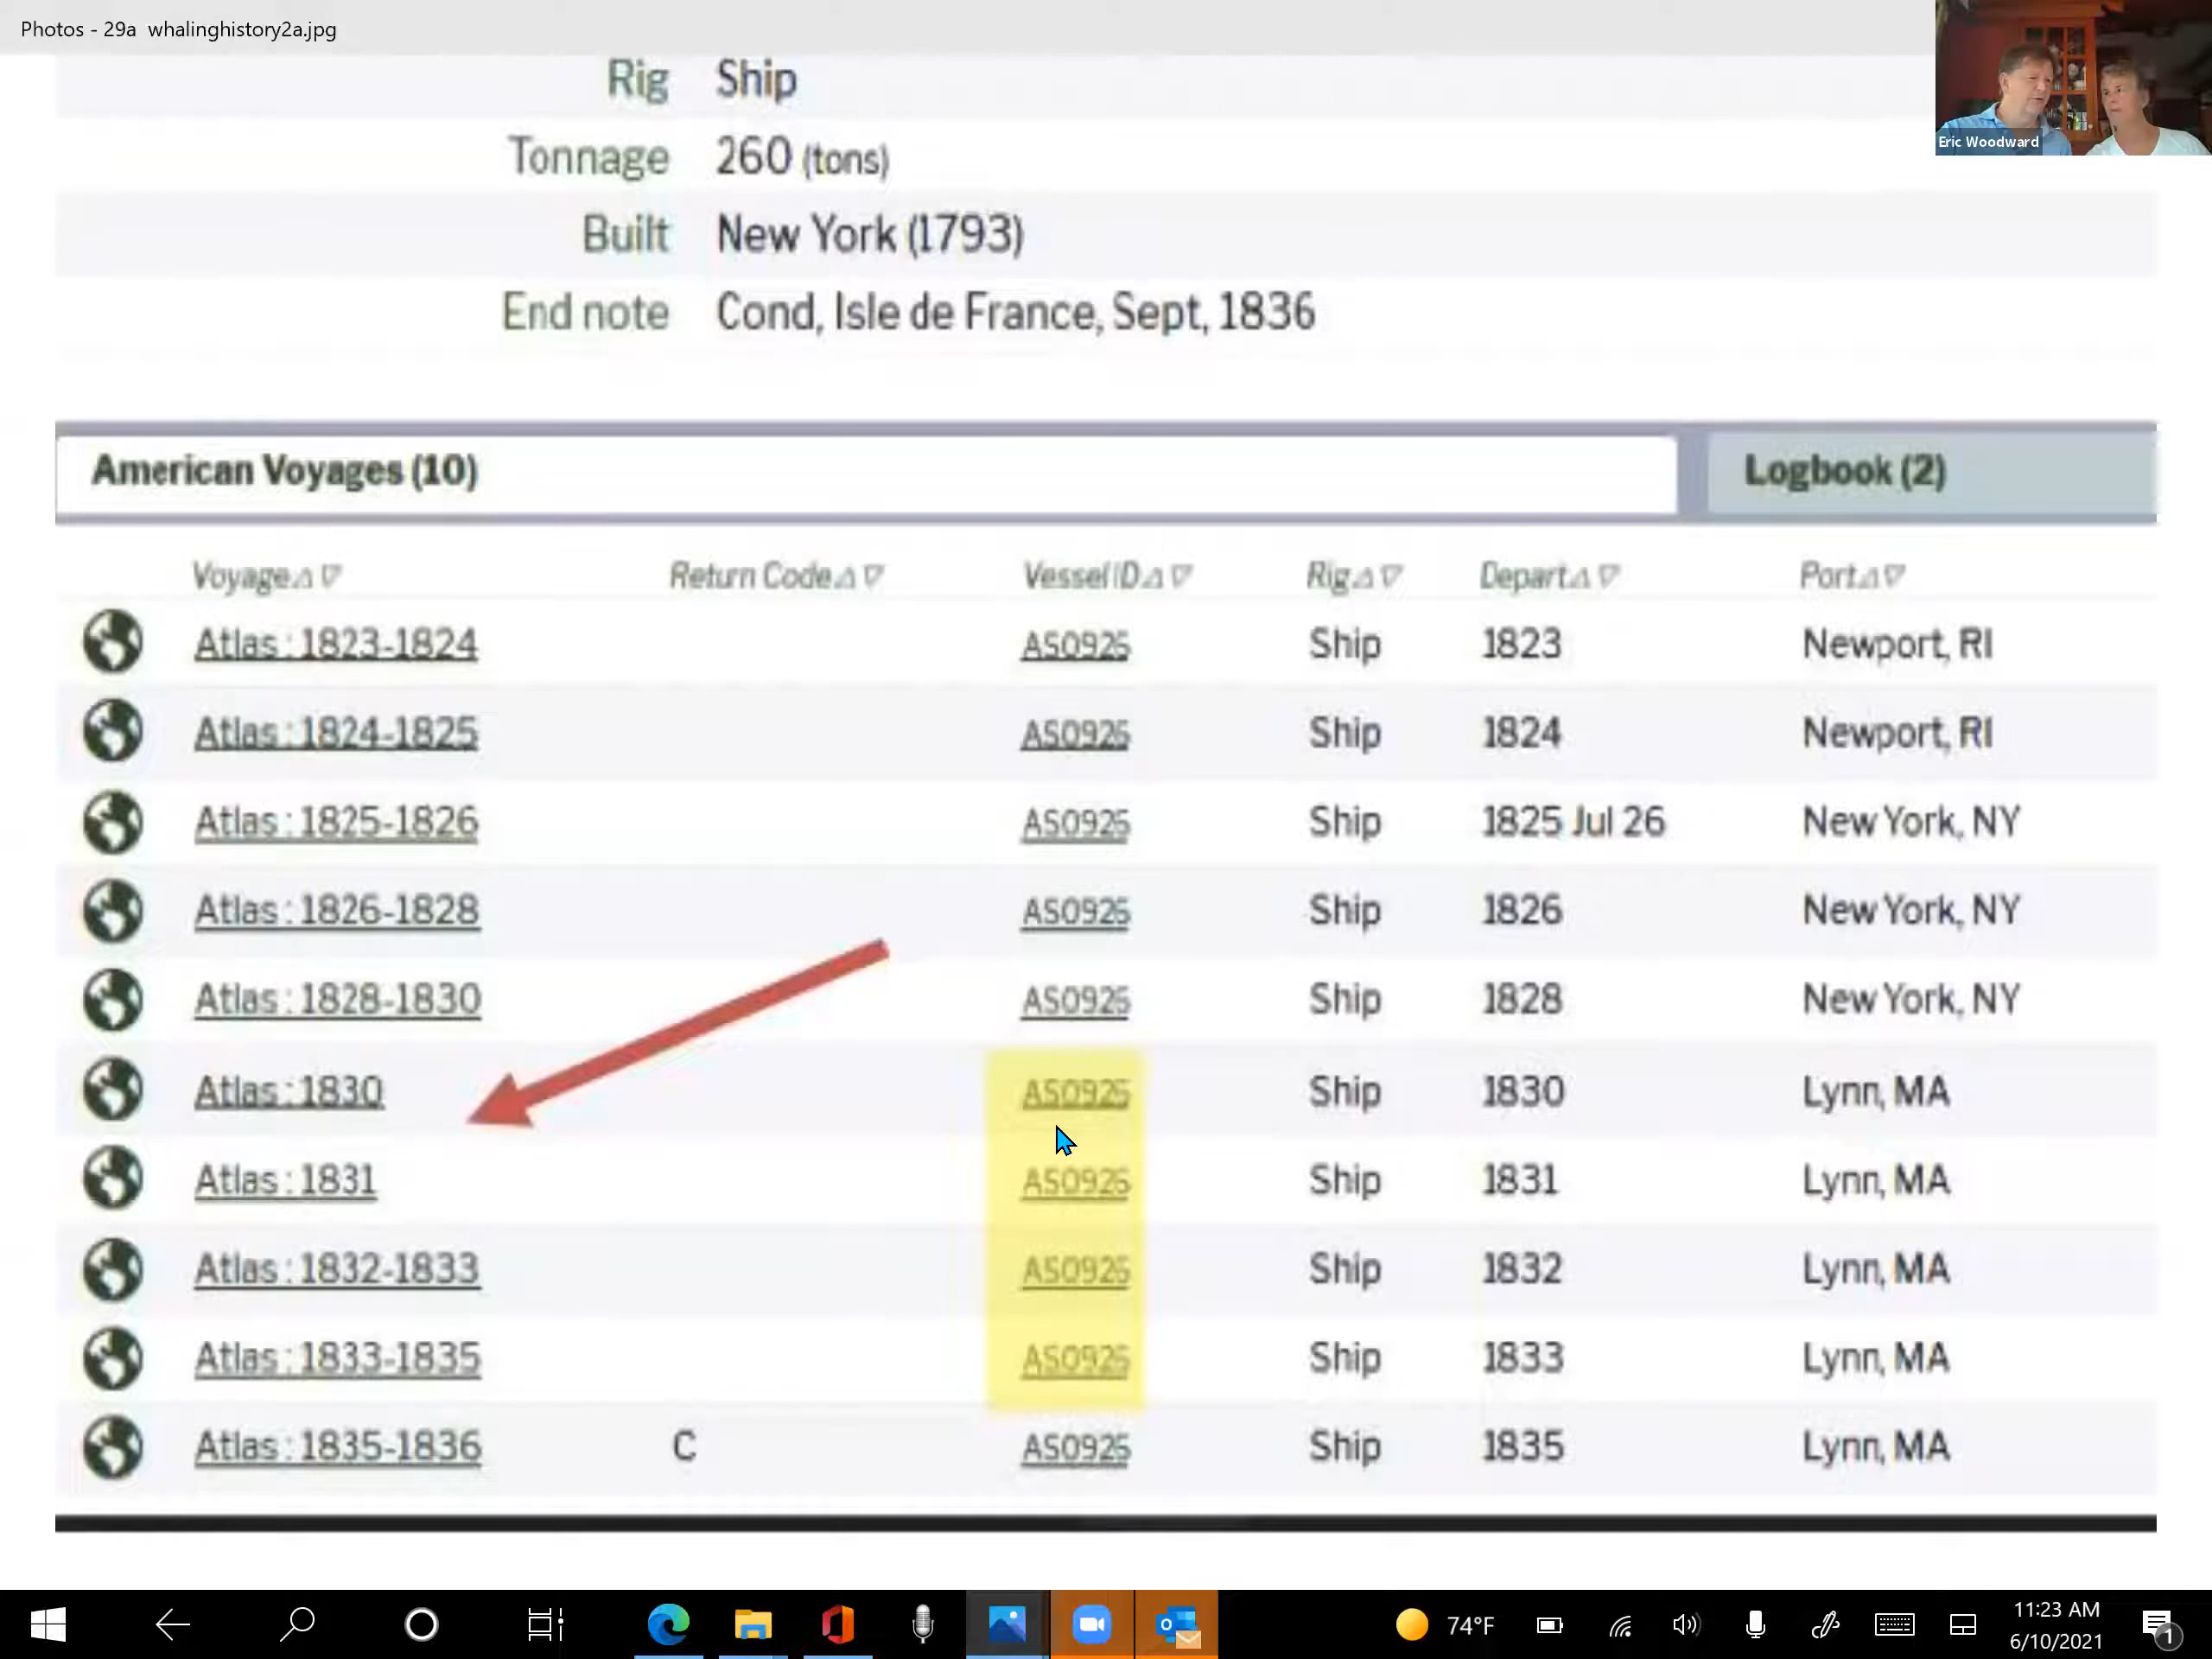 Photos - 29a whalinghistory2a.jpg
Eric Woodward
Rig Ship
Tonnage 260 (tons)
Built New York (1793)
End note Cond, Isle de France, Sept, 1836
American Voyages (10) Logbook (2)
Voyage△▽ Return Code△▽ Vessel ID△▽ Rig△▽ Depart△▽ Port△▽
Atlas : 1823-1824 AS0925 Ship 1823 Newport, RI
Atlas : 1824-1825 AS0925 Ship 1824 Newport, RI
Atlas : 1825-1826 AS0925 Ship 1825 Jul 26 New York, NY
Atlas : 1826-1828 AS0925 Ship 1826 New York, NY
Atlas : 1828-1830 AS0925 Ship 1828 New York, NY
Atlas : 1830 AS0925 Ship 1830 Lynn, MA
Atlas : 1831 AS0925 Ship 1831 Lynn, MA
Atlas : 1832-1833 AS0925 Ship 1832 Lynn, MA
Atlas : 1833-1835 AS0925 Ship 1833 Lynn, MA
Atlas : 1835-1836 C AS0925 Ship 1835 Lynn, MA
74°F
11:23 AM
6/10/2021
1